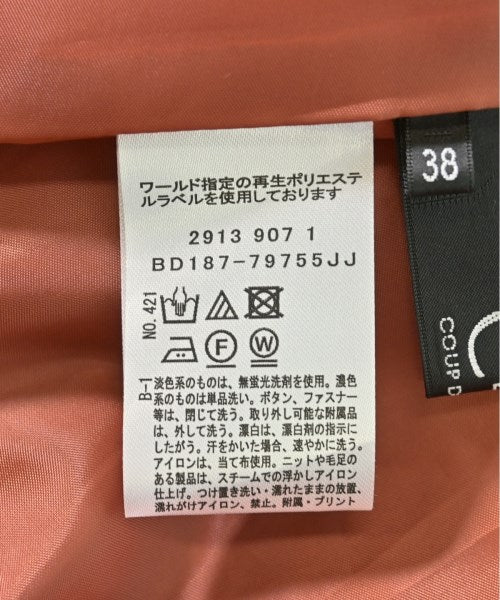 ワールド指定の再生ポリエステ
ルラベルを使用しております
2913 907 1
BD187-79755JJ
NO.421
F
W
B-1
淡色系のものは、無蛍光洗剤を使用。濃色
系のものは単品洗い。ボタン、ファスナー
等は、閉じて洗う。取り外し可能な附属品
は、外して洗う。漂白は、漂白剤の指示に
したがう。汗をかいた場合、速やかに洗う。
アイロンは、当て布使用。ニットや毛足の
ある製品は、スチームでの浮かしアイロン
仕上げ。つけ置き洗い・濡れたままの放置、
濡れがけアイロン、禁止。附属・プリント
38
C
COUP D